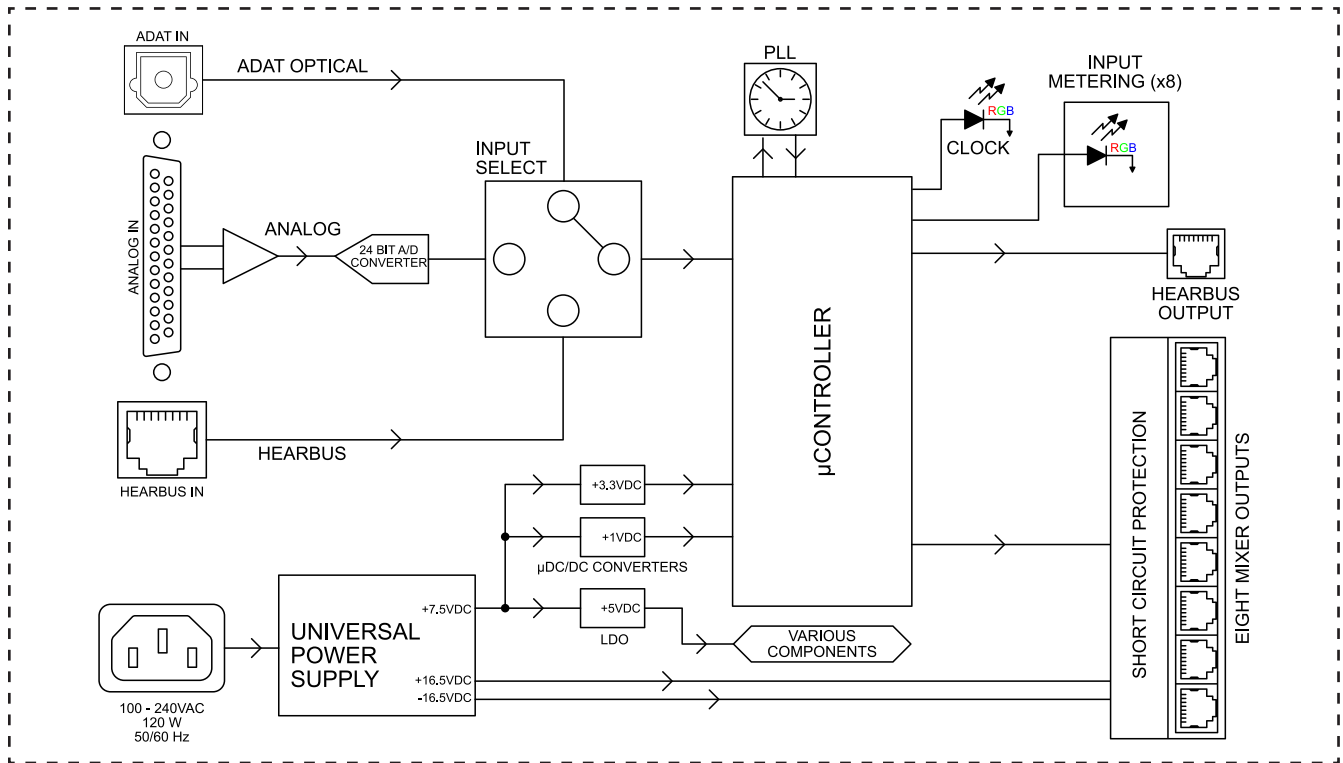 ADAT IN
ADAT OPTICAL
PLL
INPUT
METERING (x8)
RGB
CLOCK
RGB
INPUT
SELECT
ANALOG IN
ANALOG
24 BIT A/D
CONVERTER
µCONTROLLER
HEARBUS
OUTPUT
HEARBUS
HEARBUS IN
+3.3VDC
+1VDC
µDC/DC CONVERTERS
+7.5VDC
+5VDC
LDO
UNIVERSAL
POWER
SUPPLY
+16.5VDC
-16.5VDC
VARIOUS
COMPONENTS
SHORT CIRCUIT PROTECTION
EIGHT MIXER OUTPUTS
100 - 240VAC
120 W
50/60 Hz